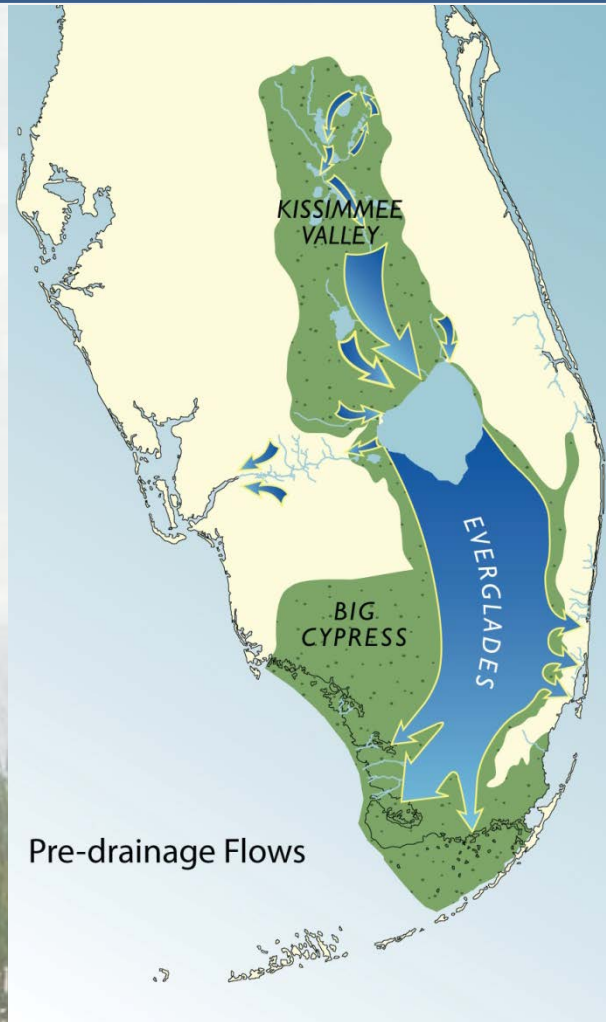 KISSIMMEE
VALLEY
EVERGLADES
BIG
CYPRESS
Pre-drainage Flows